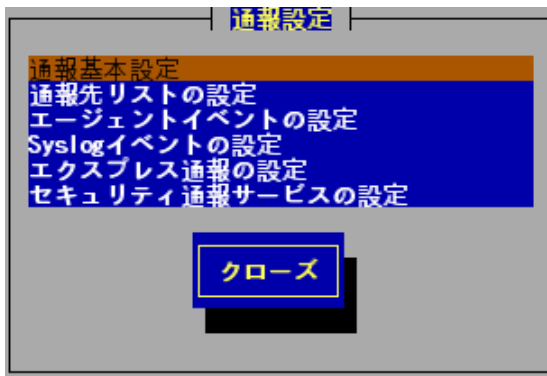 通報設定
通報基本設定
通報先リストの設定
エージェントイベントの設定
Syslogイベントの設定
エクスプレス通報の設定
セキュリティ通報サービスの設定
クローズ